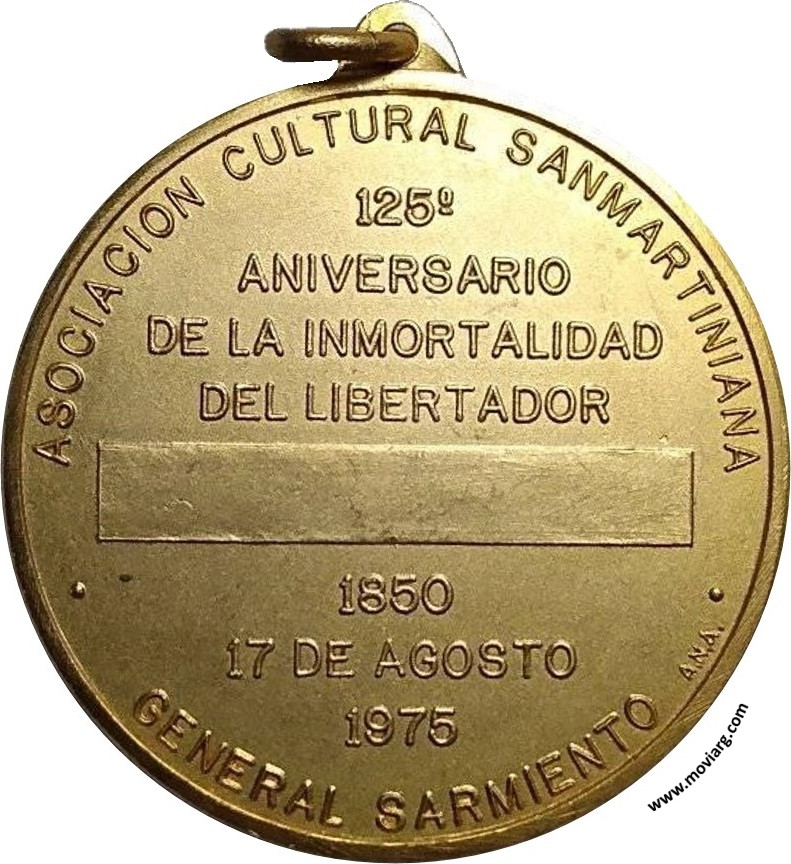 ASOCIACION CULTURAL SANMARTINIANA
125º
ANIVERSARIO
DE LA INMORTALIDAD
DEL LIBERTADOR
1850
17 DE AGOSTO
1975
GENERAL SARMIENTO
A.N.A.
www.moviarg.com